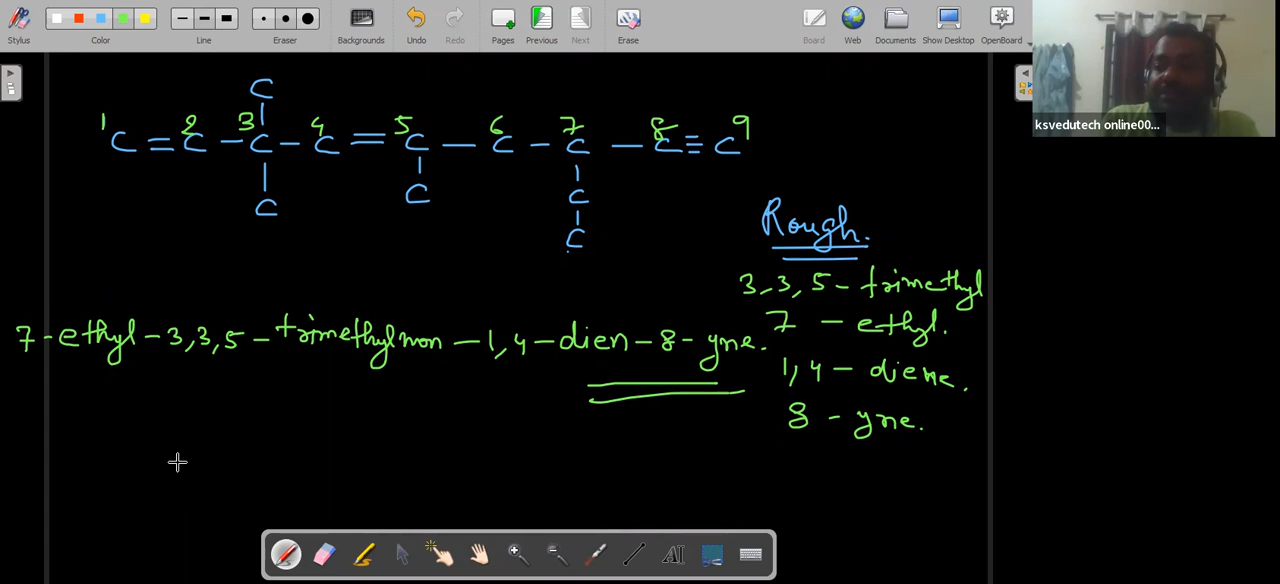 Stylus
Color
Line
Eraser
Backgrounds
Undo
Redo
Pages
Previous
Next
Erase
Board
Web
Documents
Show Desktop
OpenBoard
ksvedutech online00...
C
1 2 3 4 5 6 7 8 9
C = C - C - C = C - C - C - C ≡ C
C C C
C
Rough.
3,3,5 - trimethyl
7 - ethyl.
7-ethyl-3,3,5-trimethylnon-1,4-dien-8-yne.
1,4 - diene.
8 - yne.
AI